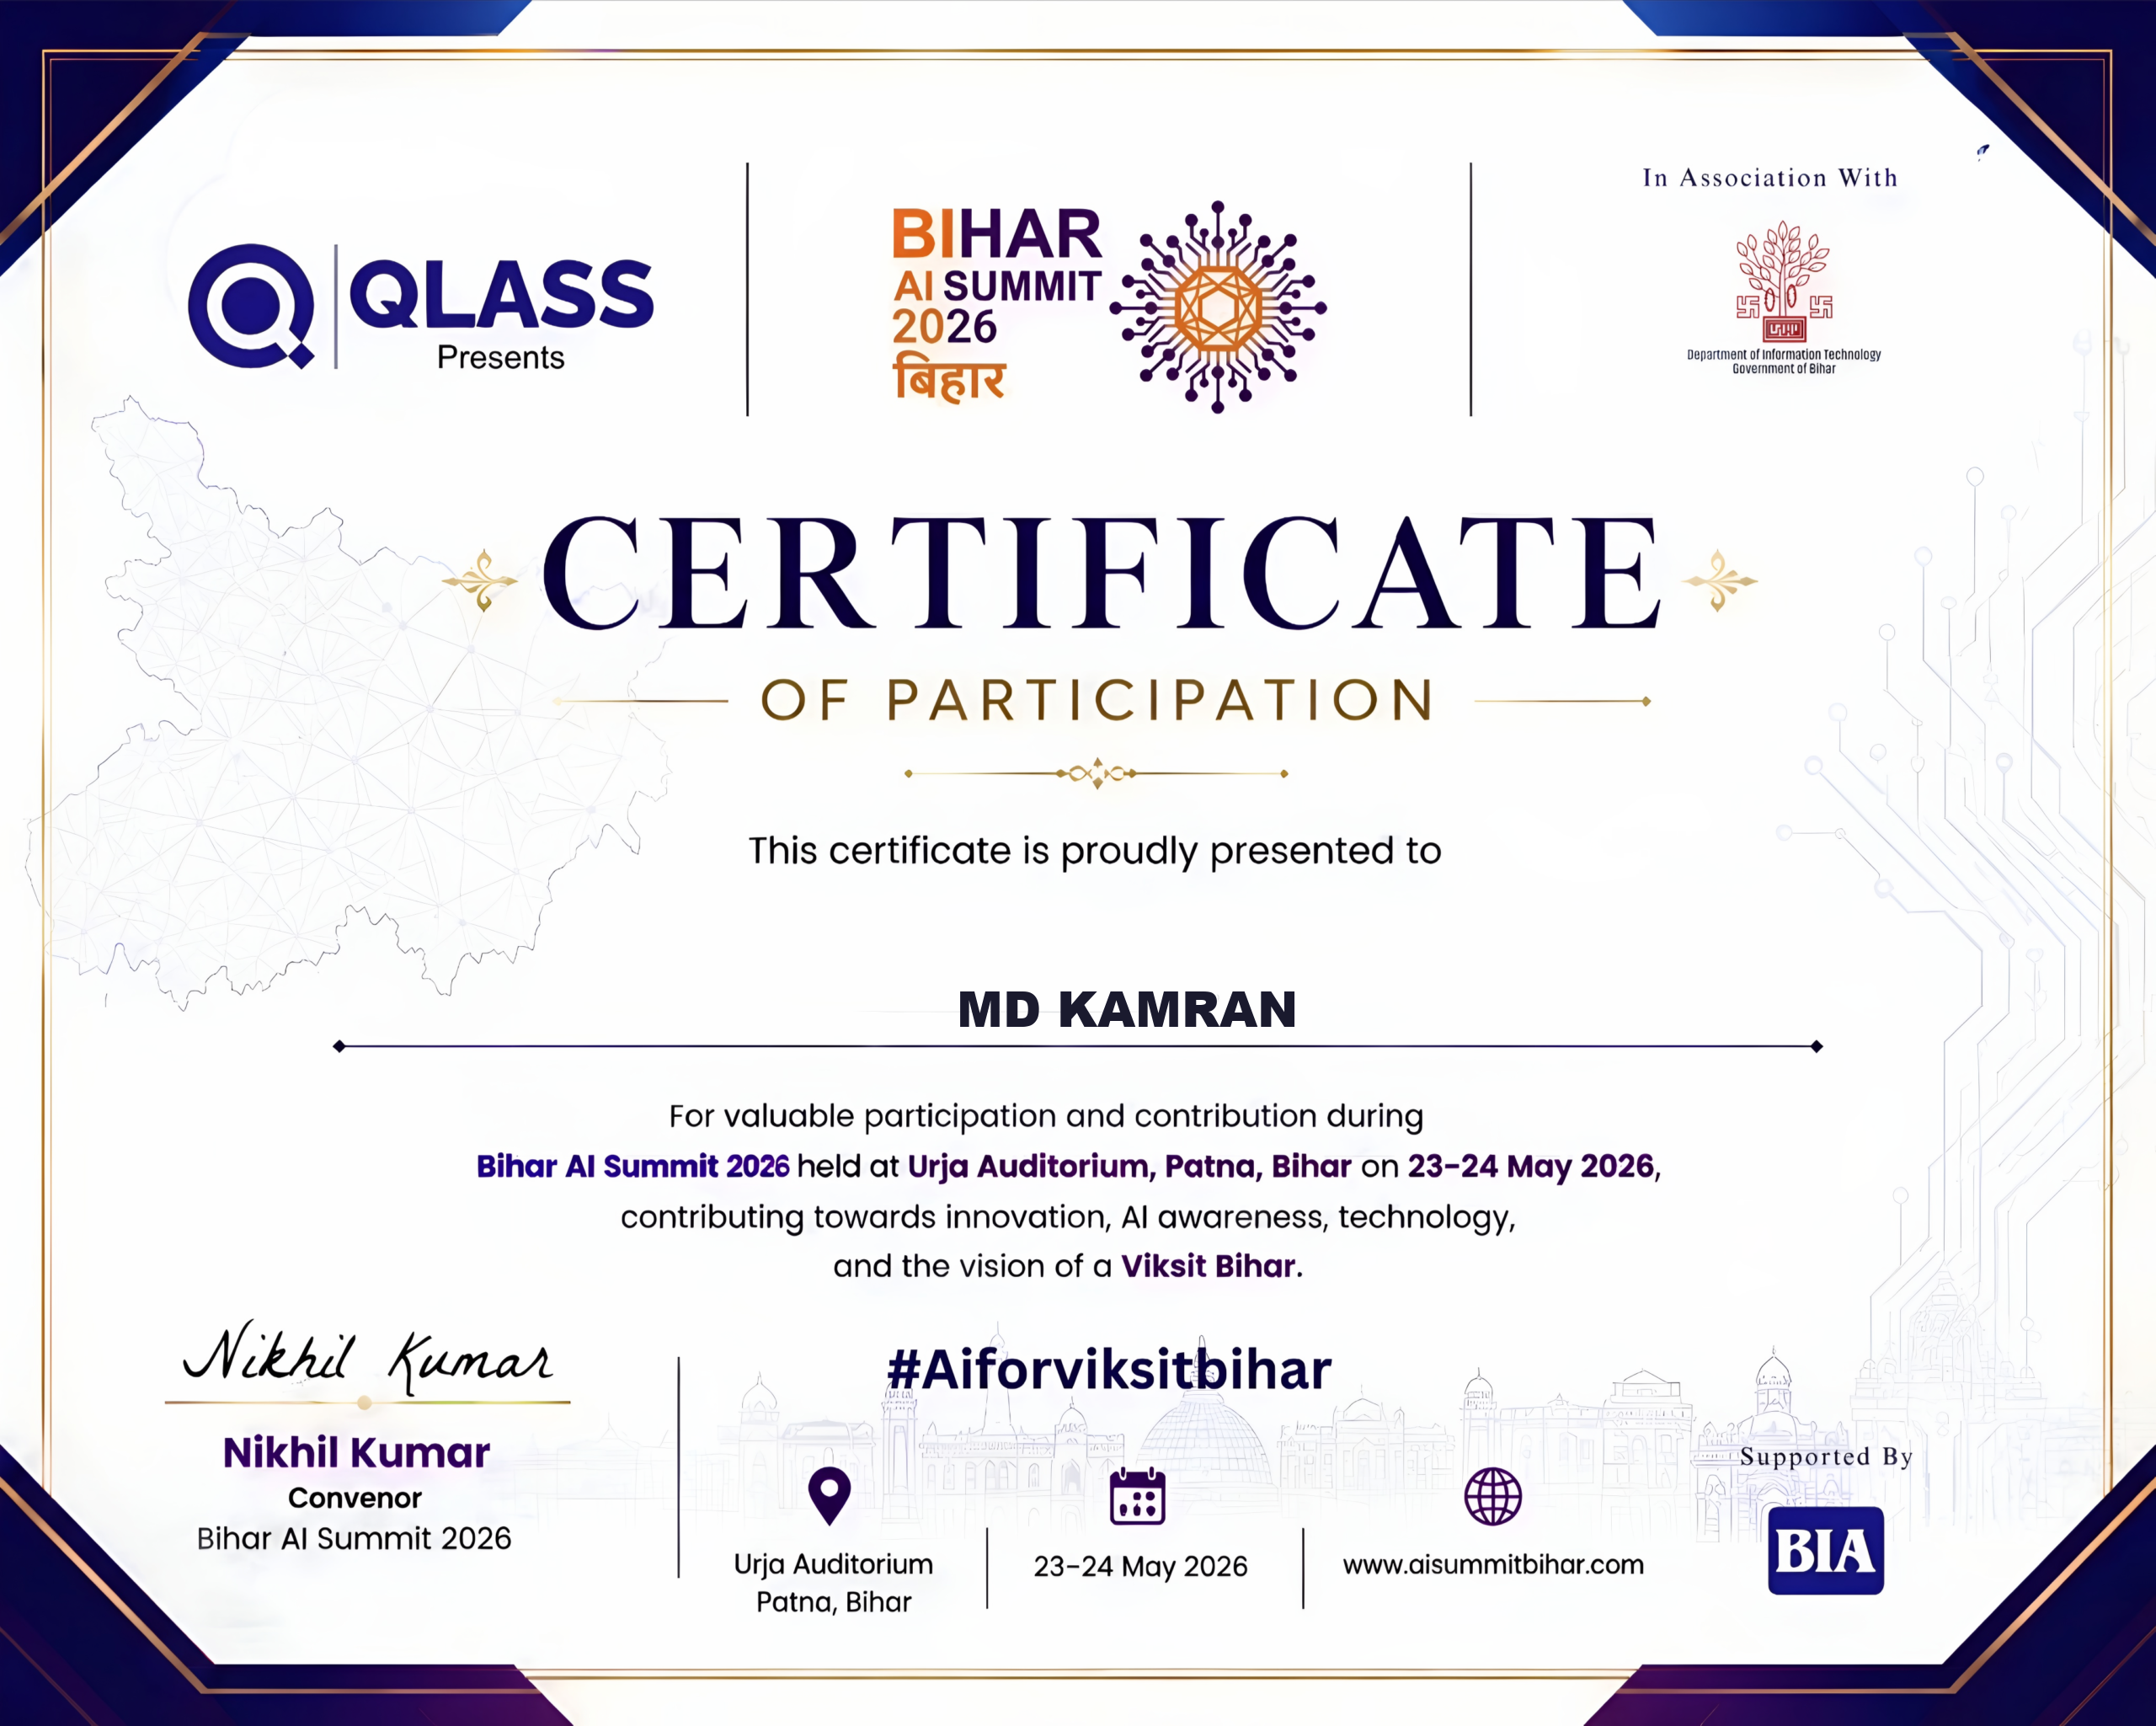 QLASS
Presents
BIHAR
AI SUMMIT
2026
बिहार
In Association With
Department of Information Technology
Government of Bihar
CERTIFICATE
OF PARTICIPATION
This certificate is proudly presented to
MD KAMRAN
For valuable participation and contribution during
Bihar AI Summit 2026 held at Urja Auditorium, Patna, Bihar on 23-24 May 2026,
contributing towards innovation, AI awareness, technology,
and the vision of a Viksit Bihar.
Nikhil Kumar
Nikhil Kumar
Convenor
Bihar AI Summit 2026
#Aiforviksitbihar
Urja Auditorium
Patna, Bihar
23-24 May 2026
www.aisummitbihar.com
Supported By
BIA